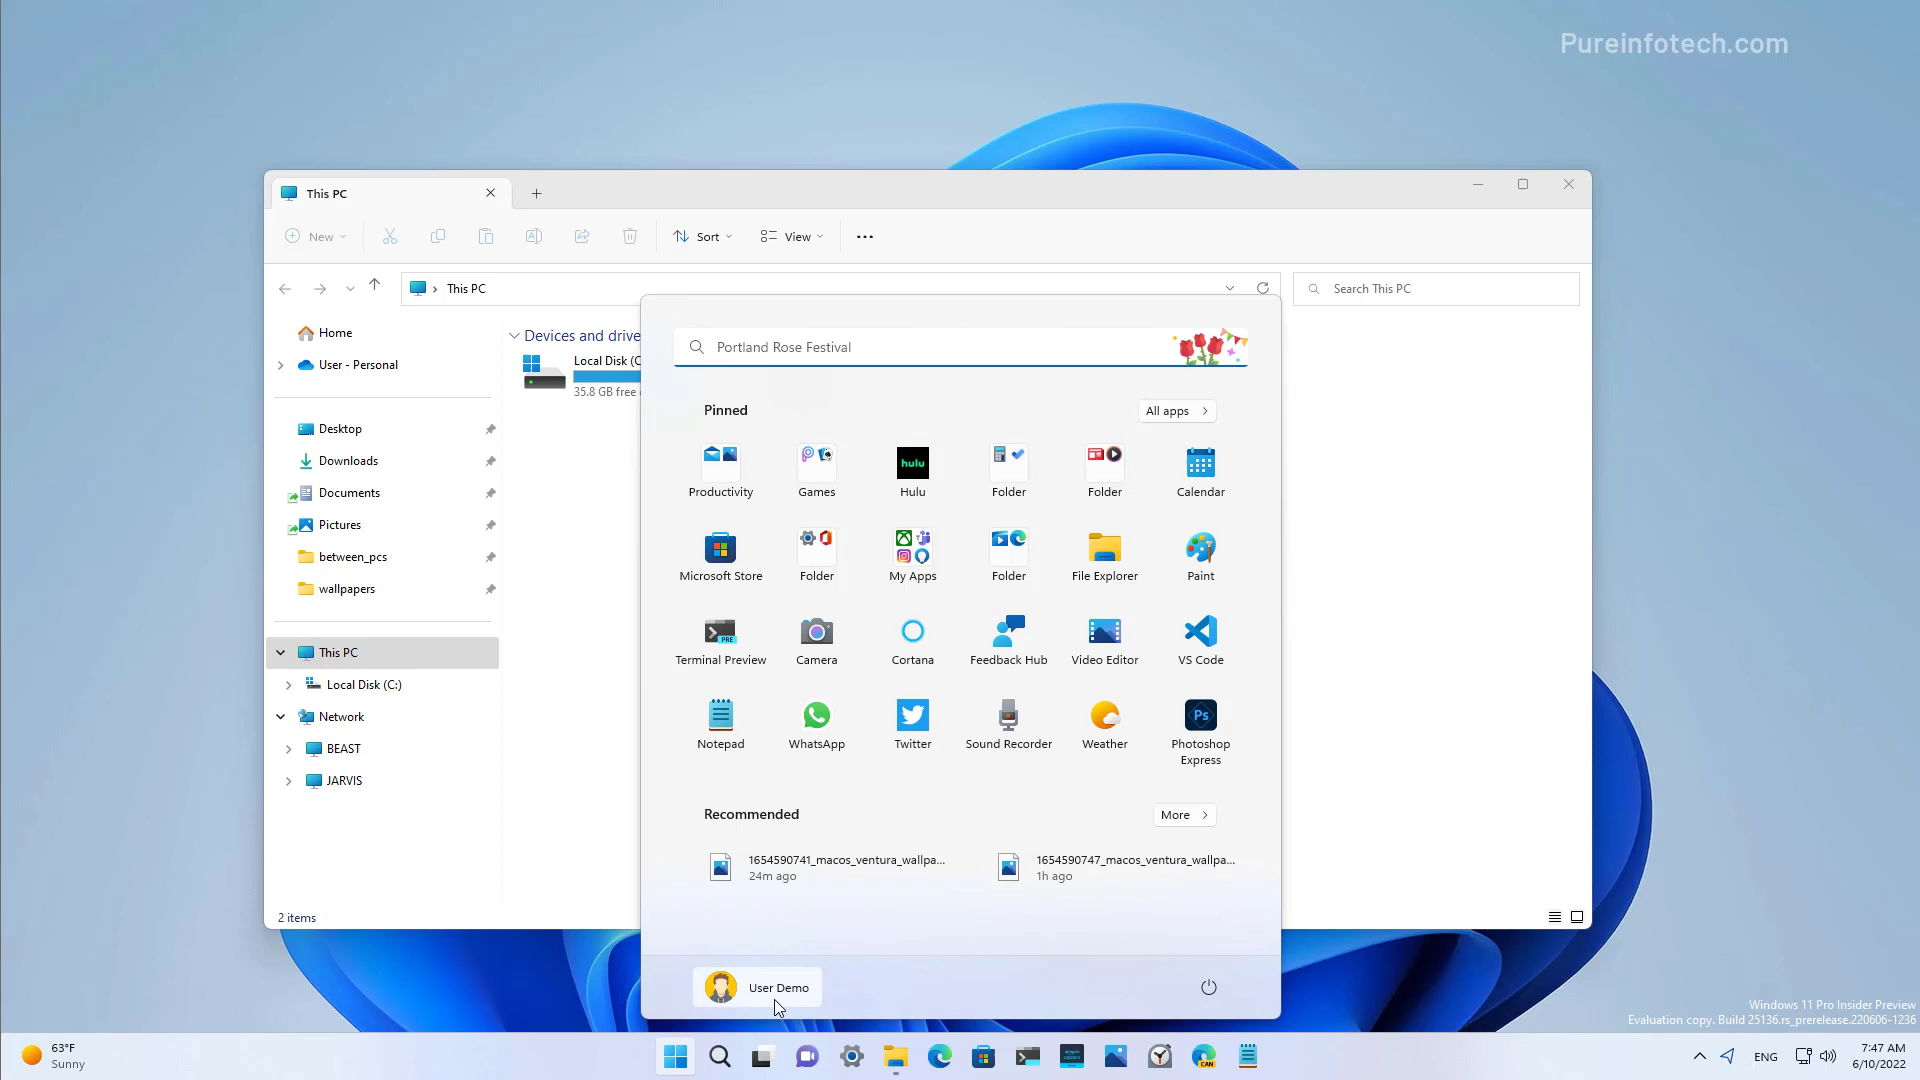 Pureinfotech.com
This PC
New
Sort
View
This PC
Search This PC
Home
User - Personal
Desktop
Downloads
Documents
Pictures
between_pcs
wallpapers
This PC
Local Disk (C:)
Network
BEAST
JARVIS
2 items
Devices and drive
Local Disk (C
35.8 GB free
Portland Rose Festival
Pinned
All apps
hulu
Productivity
Games
Hulu
Folder
Folder
Calendar
Microsoft Store
Folder
My Apps
Folder
File Explorer
Paint
PRE
Terminal Preview
Camera
Cortana
Feedback Hub
Video Editor
VS Code
Ps
Notepad
WhatsApp
Twitter
Sound Recorder
Weather
Photoshop
Express
Recommended
More
1654590741_macos_ventura_wallpa...
24m ago
1654590747_macos_ventura_wallpa...
1h ago
User Demo
Windows 11 Pro Insider Preview
Evaluation copy. Build 25136.rs_prerelease.220606-1236
63°F
Sunny
CAN
ENG
7:47 AM
6/10/2022